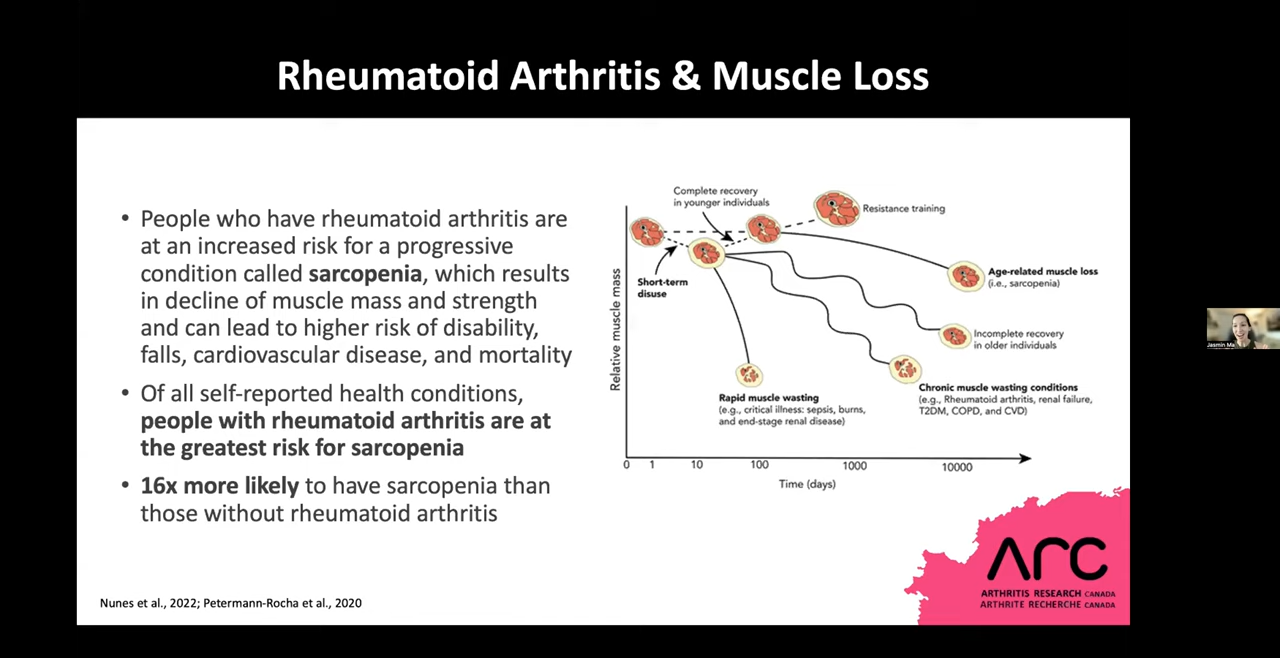 Rheumatoid Arthritis & Muscle Loss
• People who have rheumatoid arthritis are
at an increased risk for a progressive
condition called sarcopenia, which results
in decline of muscle mass and strength
and can lead to higher risk of disability,
falls, cardiovascular disease, and mortality
• Of all self-reported health conditions,
people with rheumatoid arthritis are at
the greatest risk for sarcopenia
• 16x more likely to have sarcopenia than
those without rheumatoid arthritis
Nunes et al., 2022; Petermann-Rocha et al., 2020
Relative muscle mass
Complete recovery
in younger individuals
Resistance training
Short-term
disuse
Age-related muscle loss
(i.e., sarcopenia)
Incomplete recovery
in older individuals
Rapid muscle wasting
(e.g., critical illness: sepsis, burns,
and end-stage renal disease)
Chronic muscle wasting conditions
(e.g., Rheumatoid arthritis, renal failure,
T2DM, COPD, and CVD)
0 1 10 100 1000 10000
Time (days)
arc
ARTHRITIS RESEARCH CANADA
ARTHRITE RECHERCHE CANADA
Jasmin Ma